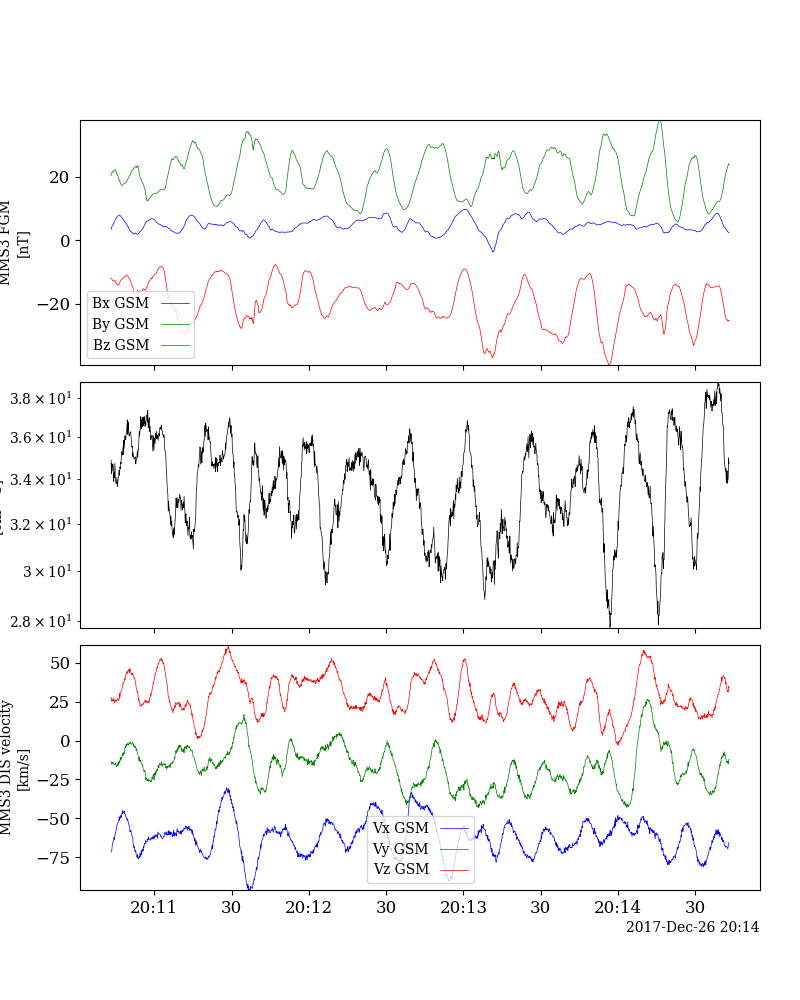 20
0
−20
MMS3 FGM
[nT]
Bx GSM
By GSM
Bz GSM
3.8 × 10¹
3.6 × 10¹
3.4 × 10¹
3.2 × 10¹
3 × 10¹
2.8 × 10¹
50
25
0
−25
−50
−75
MMS3 DIS velocity
[km/s]
Vx GSM
Vy GSM
Vz GSM
20:11 30 20:12 30 20:13 30 20:14 30
2017-Dec-26 20:14